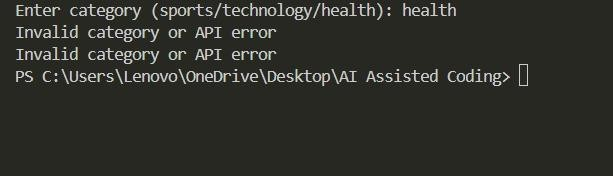 Enter category (sports/technology/health): health
Invalid category or API error
Invalid category or API error
PS C:\Users\Lenovo\OneDrive\Desktop\AI Assisted Coding>